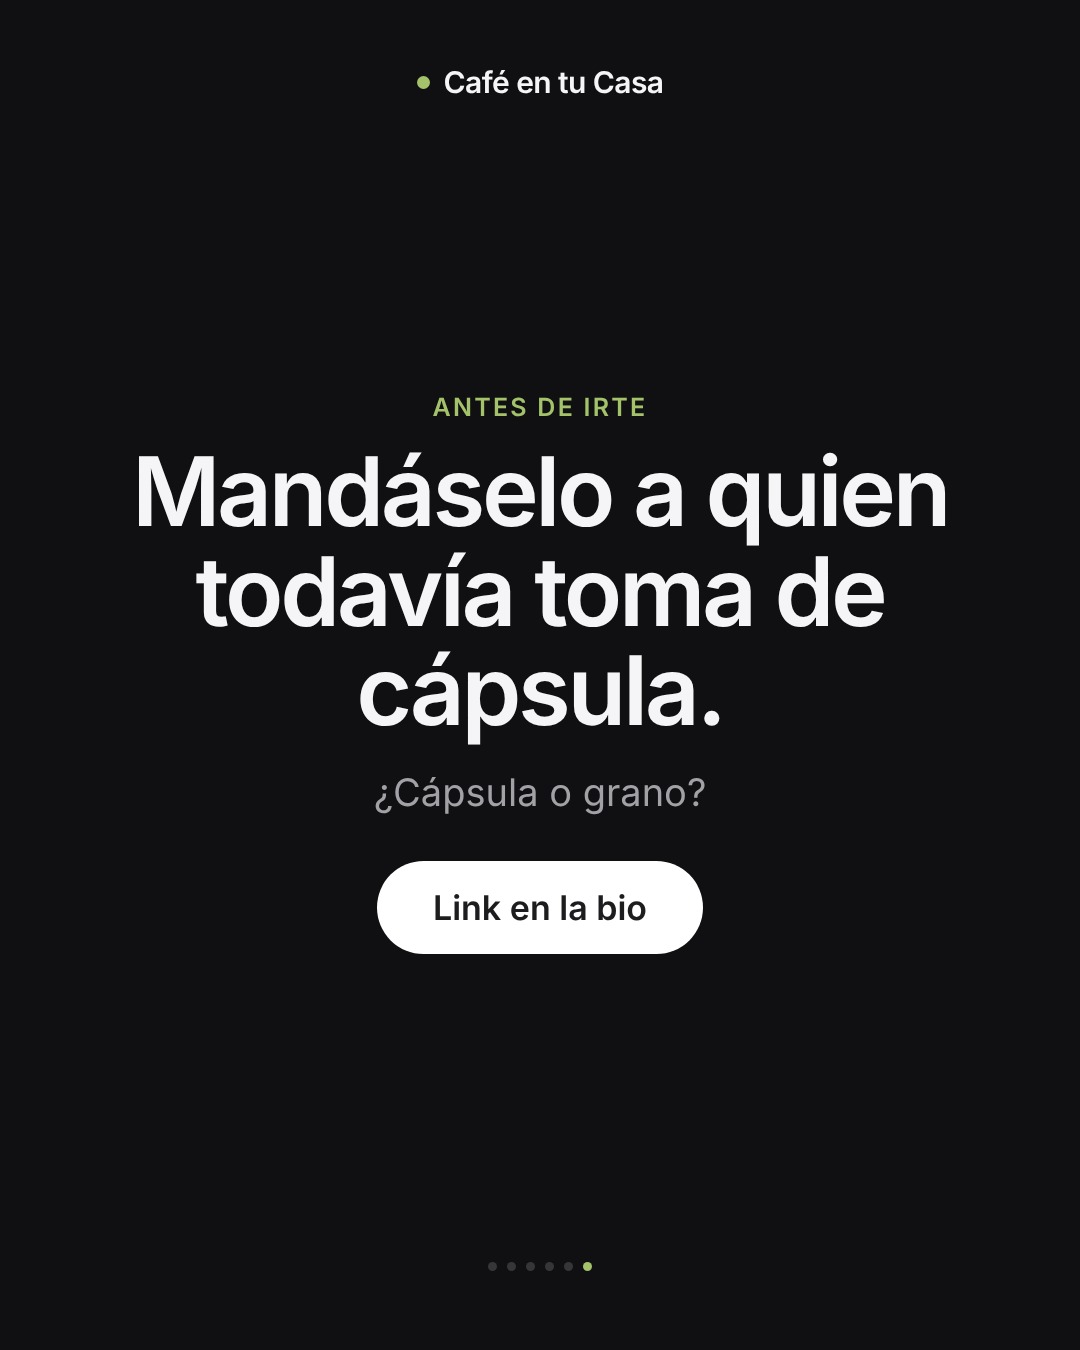 Café en tu Casa
ANTES DE IRTE
Mandáselo a quien
todavía toma de
cápsula.
¿Cápsula o grano?
Link en la bio